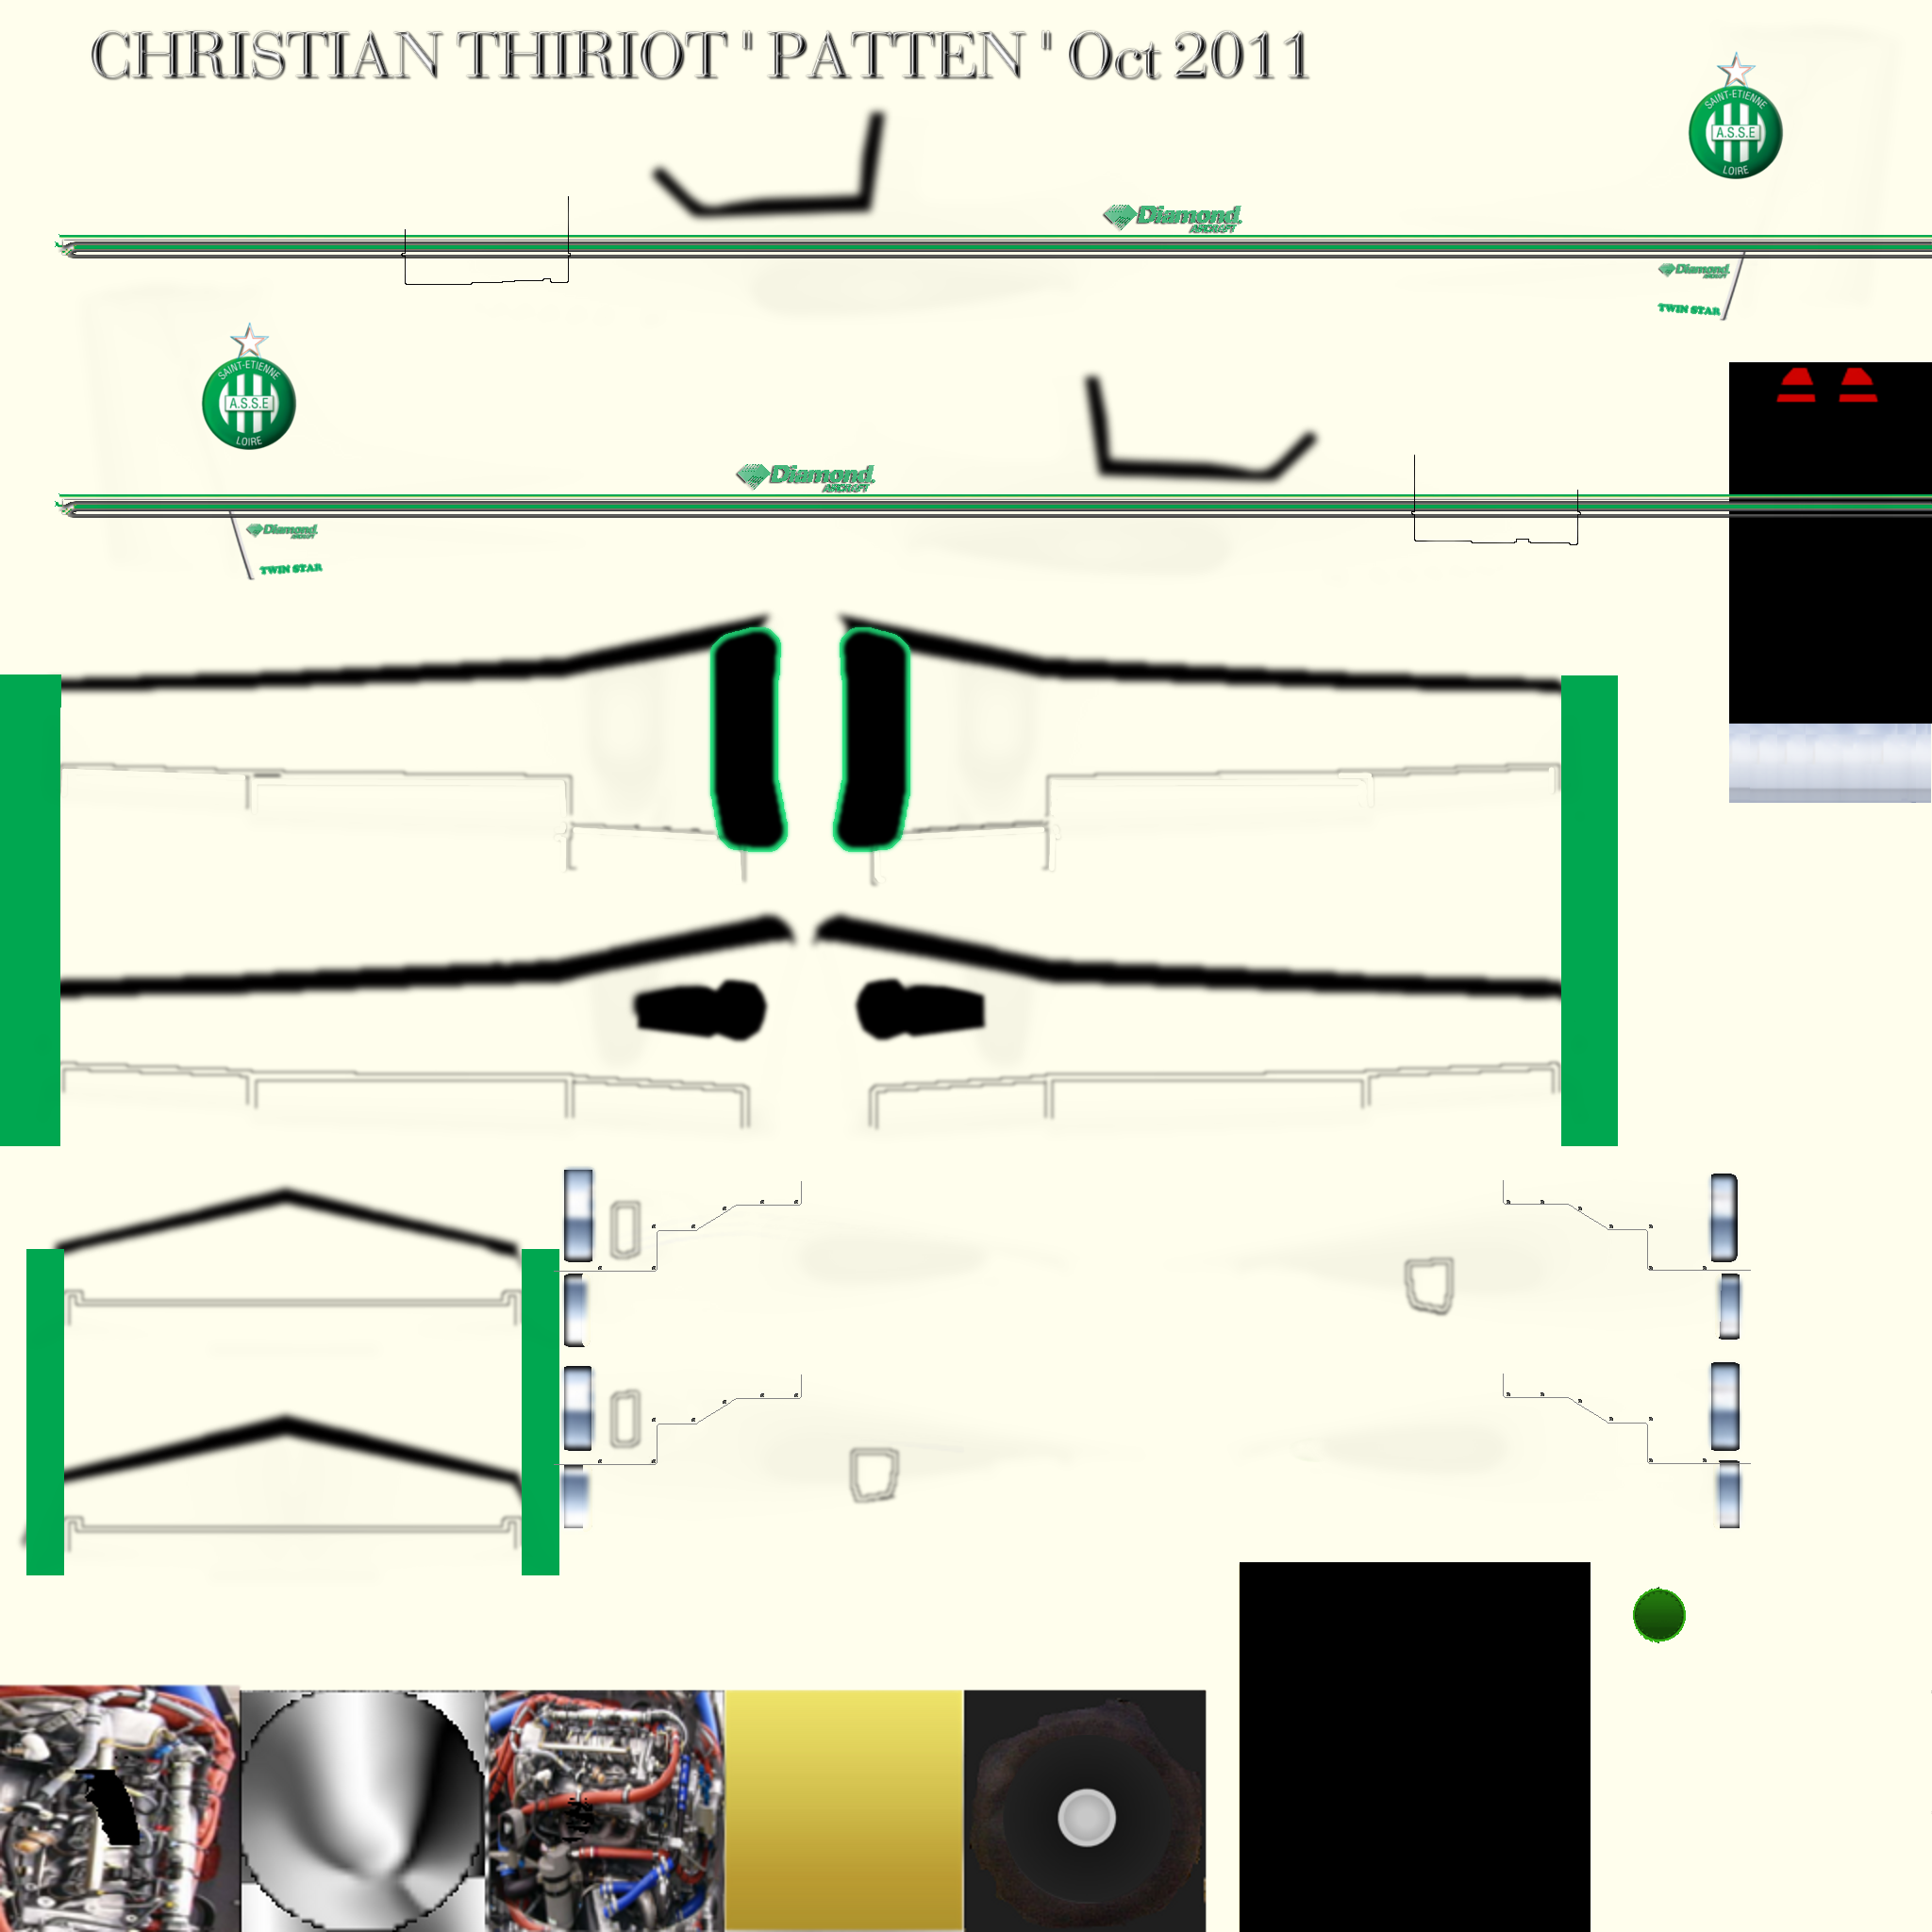 CHRISTIAN THIRIOT " PATTEN " Oct 2011
SAINT-ETIENNE
A.S.S.E
LOIRE
Diamond.
AIRCRAFT
Diamond.
AIRCRAFT
TWIN STAR
SAINT-ETIENNE
A.S.S.E
LOIRE
Diamond.
AIRCRAFT
Diamond.
AIRCRAFT
TWIN STAR